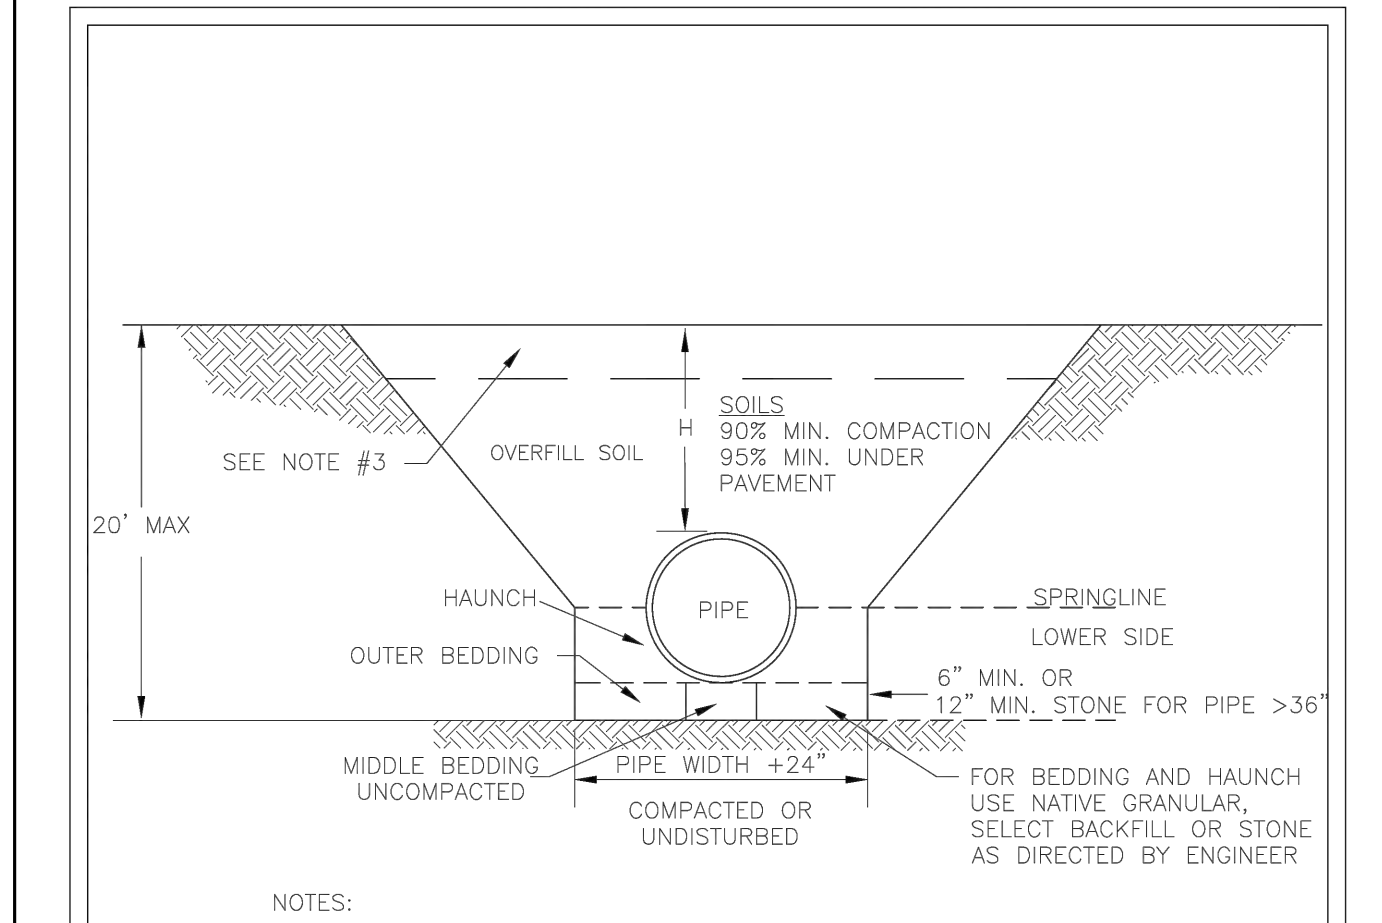 SOILS
90% MIN. COMPACTION
95% MIN. UNDER
PAVEMENT
H
OVERFILL SOIL
SEE NOTE #3
20' MAX
HAUNCH
PIPE
SPRINGLINE
LOWER SIDE
OUTER BEDDING
6" MIN. OR
12" MIN. STONE FOR PIPE >36"
MIDDLE BEDDING
UNCOMPACTED
PIPE WIDTH +24"
COMPACTED OR
UNDISTURBED
FOR BEDDING AND HAUNCH
USE NATIVE GRANULAR,
SELECT BACKFILL OR STONE
AS DIRECTED BY ENGINEER
NOTES: